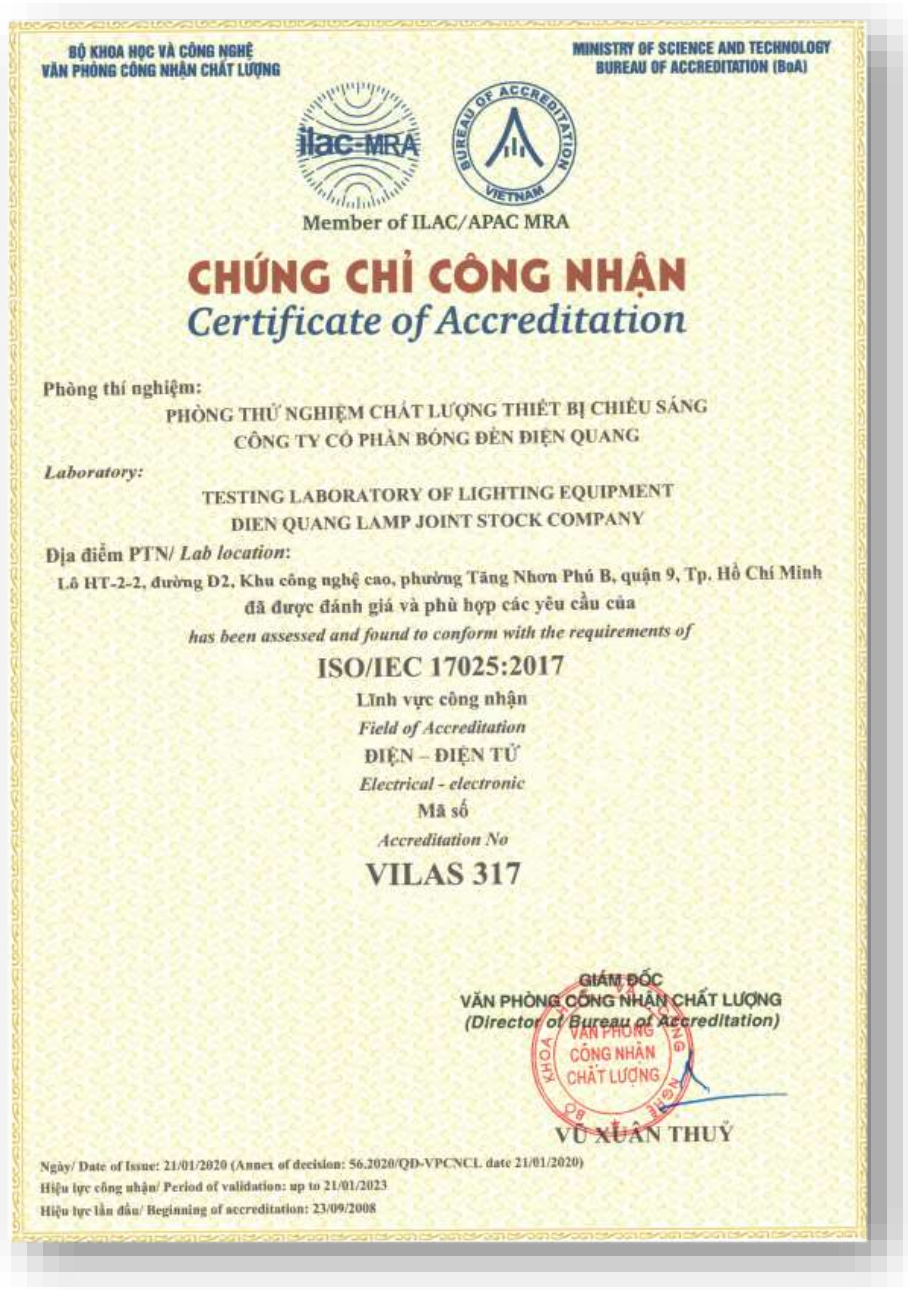 BỘ KHOA HỌC VÀ CÔNG NGHỆ
VĂN PHÒNG CÔNG NHẬN CHẤT LƯỢNG
MINISTRY OF SCIENCE AND TECHNOLOGY
BUREAU OF ACCREDITATION (BoA)
ilac-MRA
BUREAU OF ACCREDITATION
VIETNAM
Member of ILAC/APAC MRA
CHỨNG CHỈ CÔNG NHẬN
Certificate of Accreditation
Phòng thí nghiệm:
PHÒNG THỬ NGHIỆM CHẤT LƯỢNG THIẾT BỊ CHIẾU SÁNG
CÔNG TY CỔ PHẦN BÓNG ĐÈN ĐIỆN QUANG
Laboratory:
TESTING LABORATORY OF LIGHTING EQUIPMENT
DIEN QUANG LAMP JOINT STOCK COMPANY
Địa điểm PTN/ Lab location:
Lô HT-2-2, đường D2, Khu công nghệ cao, phường Tăng Nhơn Phú B, quận 9, Tp. Hồ Chí Minh
đã được đánh giá và phù hợp các yêu cầu của
has been assessed and found to conform with the requirements of
ISO/IEC 17025:2017
Lĩnh vực công nhận
Field of Accreditation
ĐIỆN – ĐIỆN TỬ
Electrical - electronic
Mã số
Accreditation No
VILAS 317
GIÁM ĐỐC
VĂN PHÒNG CÔNG NHẬN CHẤT LƯỢNG
(Director of Bureau of Accreditation)
BỘ KHOA HỌC VÀ CÔNG NGHỆ
VĂN PHÒNG
CÔNG NHẬN
CHẤT LƯỢNG
VŨ XUÂN THUỶ
Ngày/ Date of Issue: 21/01/2020 (Annex of decision: 56.2020/QD-VPCNCL date 21/01/2020)
Hiệu lực công nhận/ Period of validation: up to 21/01/2023
Hiệu lực lần đầu/ Beginning of accreditation: 23/09/2008